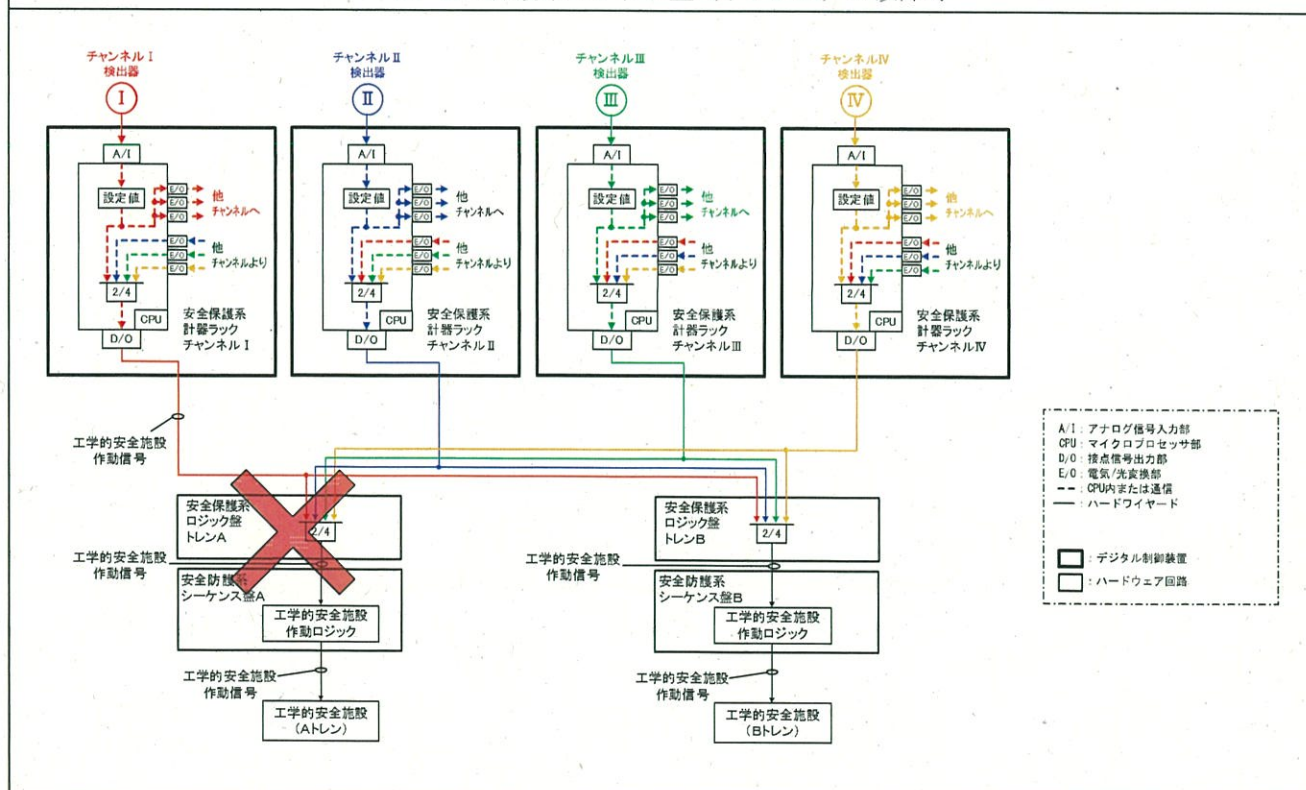 チャンネルⅠ
検出器
Ⅰ
A/I
設定値
E/O
E/O
E/O
他
チャンネルへ
E/O
E/O
E/O
他
チャンネルより
2/4
CPU
D/O
安全保護系
計器ラック
チャンネルⅠ
チャンネルⅡ
検出器
Ⅱ
A/I
設定値
E/O
E/O
E/O
他
チャンネルへ
E/O
E/O
E/O
他
チャンネルより
2/4
CPU
D/O
安全保護系
計器ラック
チャンネルⅡ
チャンネルⅢ
検出器
Ⅲ
A/I
設定値
E/O
E/O
E/O
他
チャンネルへ
E/O
E/O
E/O
他
チャンネルより
2/4
CPU
D/O
安全保護系
計器ラック
チャンネルⅢ
チャンネルⅣ
検出器
Ⅳ
A/I
設定値
E/O
E/O
E/O
他
チャンネルへ
E/O
E/O
E/O
他
チャンネルより
2/4
CPU
D/O
安全保護系
計器ラック
チャンネルⅣ
工学的安全施設
作動信号
安全保護系
ロジック盤
トレンA
2/4
工学的安全施設
作動信号
安全防護系
シーケンス盤A
工学的安全施設
作動ロジック
工学的安全施設
作動信号
工学的安全施設
(Aトレン)
安全保護系
ロジック盤
トレンB
2/4
工学的安全施設
作動信号
安全防護系
シーケンス盤B
工学的安全施設
作動ロジック
工学的安全施設
作動信号
工学的安全施設
(Bトレン)
A/I：アナログ信号入力部
CPU：マイクロプロセッサ部
D/O：接点信号出力部
E/O：電気/光変換部
：CPU内または通信
：ハードワイヤード
：デジタル制御装置
：ハードウェア回路